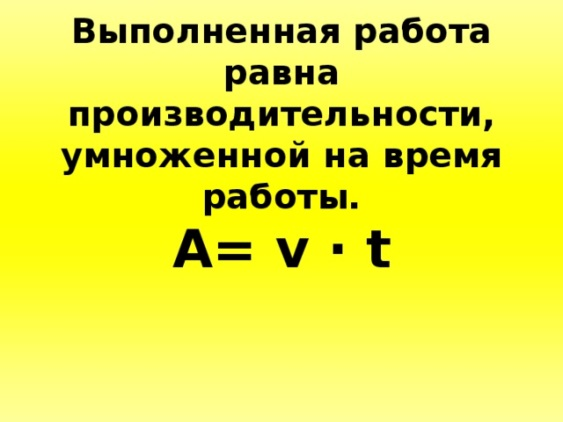 Выполненная работа
равна
производительности,
умноженной на время
работы.
А= v · t